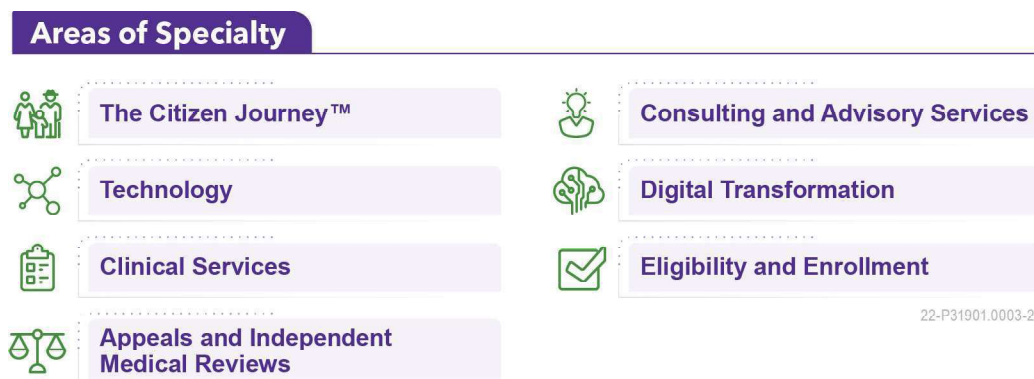 Areas of Specialty
The Citizen Journey™
Technology
Clinical Services
Appeals and Independent
Medical Reviews
Consulting and Advisory Services
Digital Transformation
Eligibility and Enrollment
22-P31901.0003-2